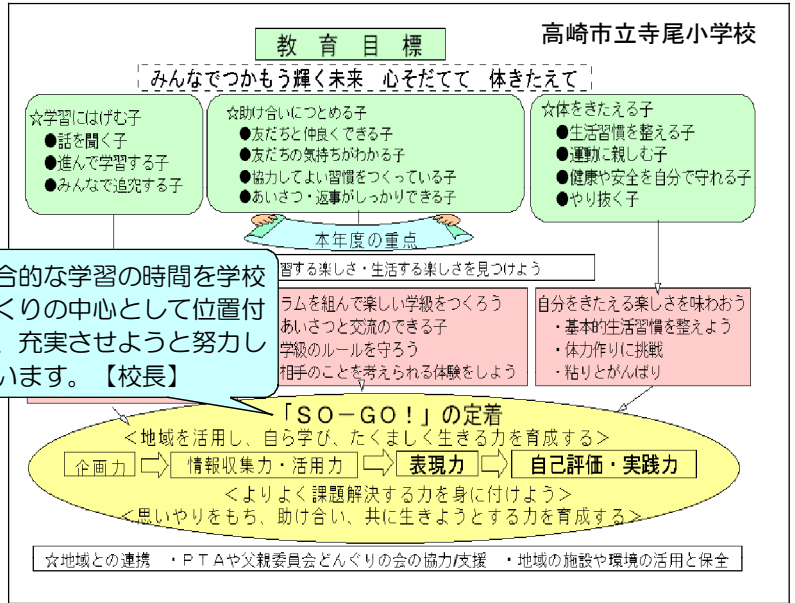 高崎市立寺尾小学校
教育目標
みんなでつかもう輝く未来　心そだてて　体きたえて
☆学習にはげむ子
●話を聞く子
●進んで学習する子
●みんなで追究する子
☆助け合いにつとめる子
●友だちと仲良くできる子
●友だちの気持ちがわかる子
●協力してよい習慣をつくっている子
●あいさつ・返事がしっかりできる子
☆体をきたえる子
●生活習慣を整える子
●運動に親しむ子
●健康や安全を自分で守れる子
●やり抜く子
本年度の重点
習する楽しさ・生活する楽しさを見つけよう
合的な学習の時間を学校
くりの中心として位置付
、充実させようと努力し
います。【校長】
ラムを組んで楽しい学級をつくろう
あいさつと交流のできる子
学級のルールを守ろう
相手のことを考えられる体験をしよう
自分をきたえる楽しさを味わおう
・基本的生活習慣を整えよう
・体力作りに挑戦
・粘りとがんばり
「SO－GO！」の定着
＜地域を活用し、自ら学び、たくましく生きる力を育成する＞
企画力 ⇨ 情報収集力・活用力 ⇨ 表現力 ⇨ 自己評価・実践力
＜よりよく課題解決する力を身に付けよう＞
＜思いやりをもち、助け合い、共に生きようとする力を育成する＞
☆地域との連携　・PTAや父親委員会どんぐりの会の協力/支援　・地域の施設や環境の活用と保全